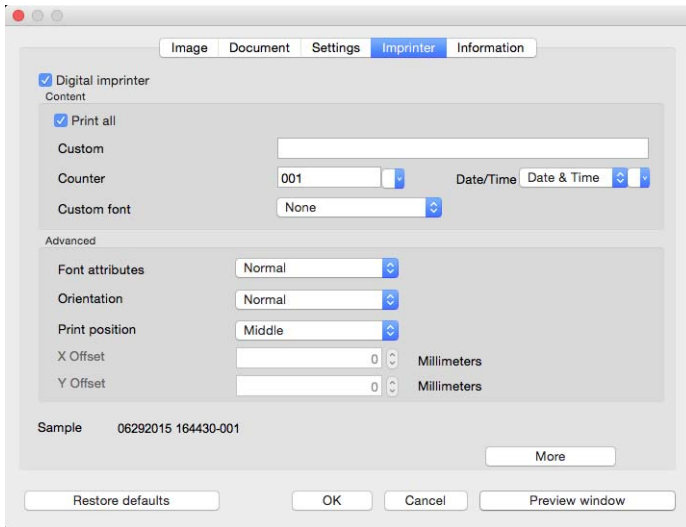 Image Document Settings Imprinter Information
Digital imprinter
Content
Print all
Custom
Counter 001 Date/Time Date & Time
Custom font None
Advanced
Font attributes Normal
Orientation Normal
Print position Middle
X Offset 0 Millimeters
Y Offset 0 Millimeters
Sample 06292015 164430-001
More
Restore defaults OK Cancel Preview window